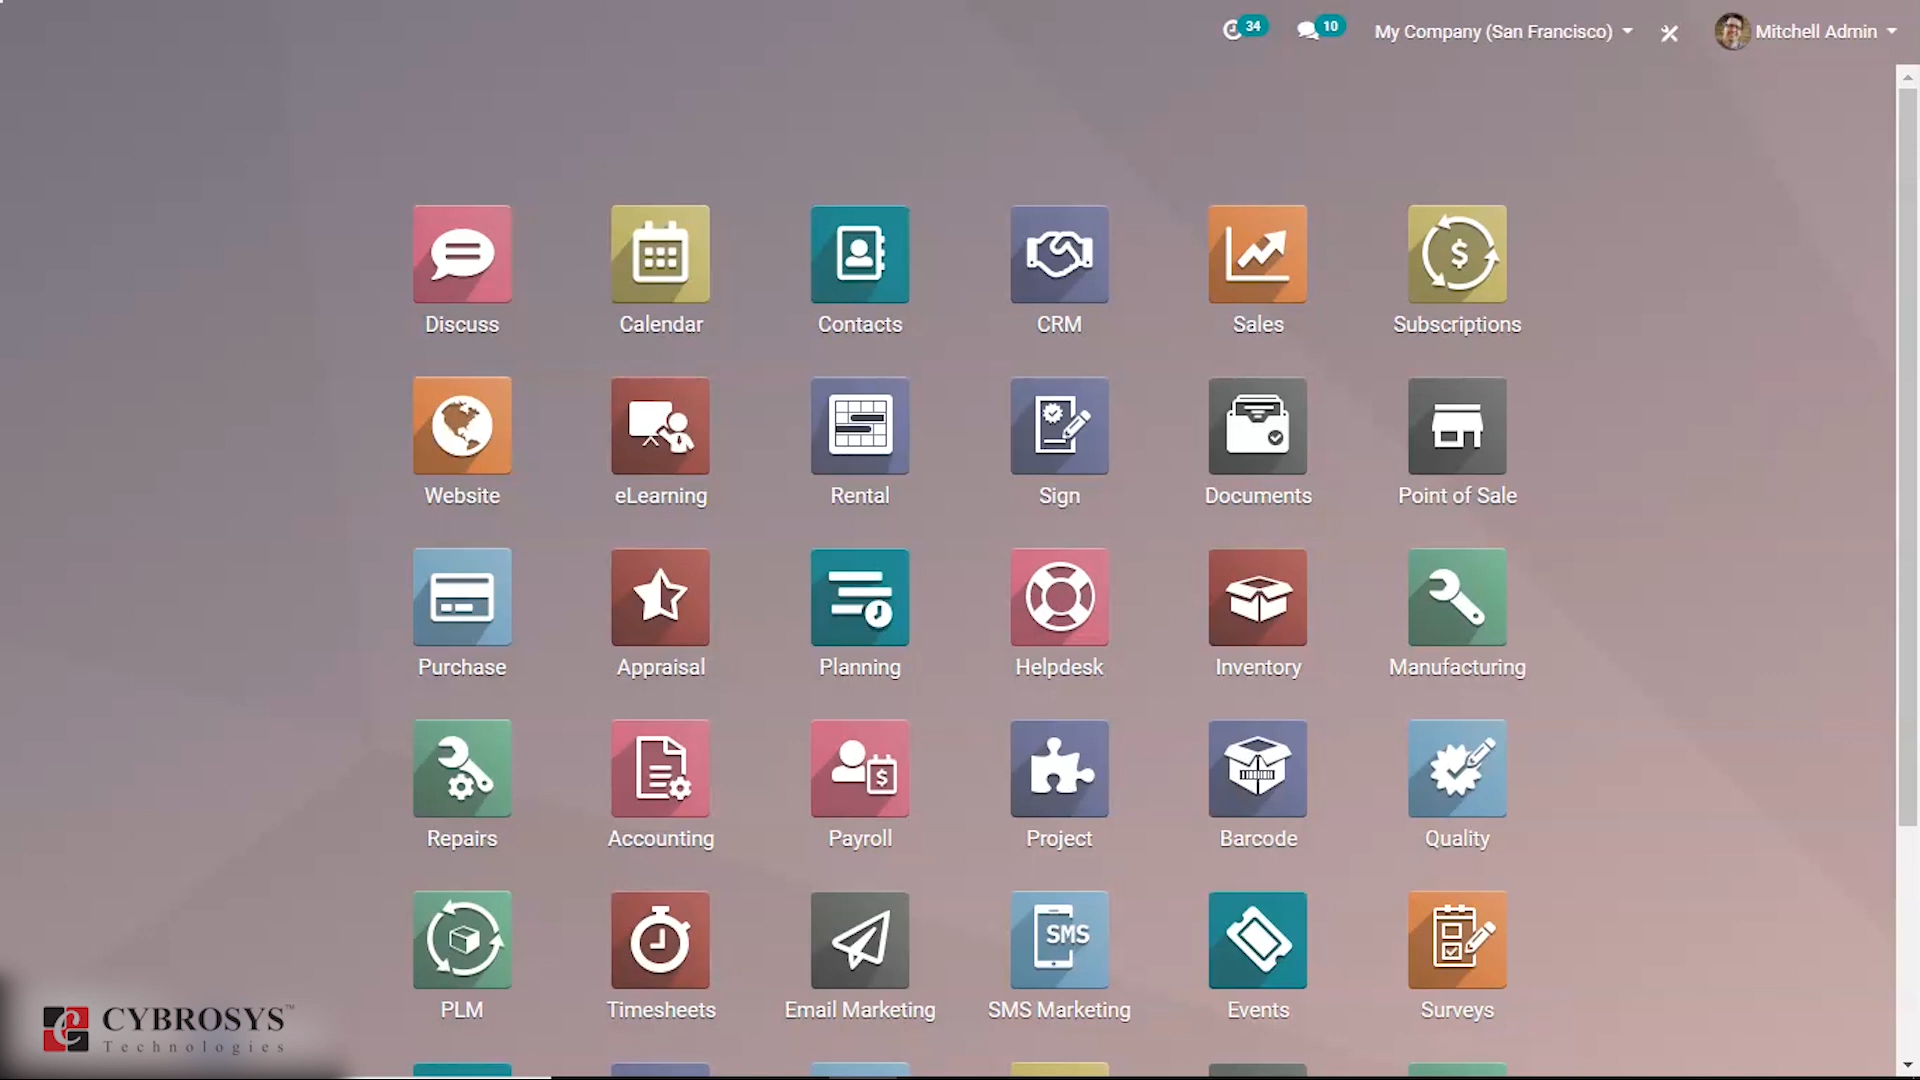 34 10 My Company (San Francisco) Mitchell Admin
Discuss Calendar Contacts CRM Sales Subscriptions
Website eLearning Rental Sign Documents Point of Sale
Purchase Appraisal Planning Helpdesk Inventory Manufacturing
Repairs Accounting Payroll Project Barcode Quality
SMS
PLM Timesheets Email Marketing SMS Marketing Events Surveys
CYBROSYS™
Technologies